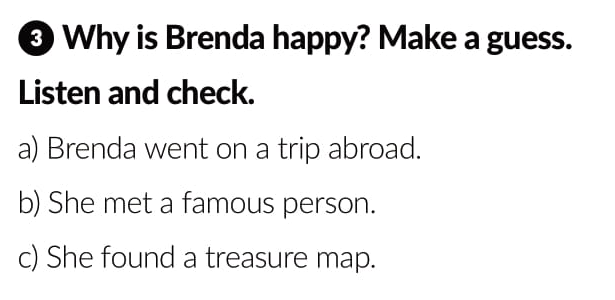 3 Why is Brenda happy? Make a guess.
Listen and check.
a) Brenda went on a trip abroad.
b) She met a famous person.
c) She found a treasure map.